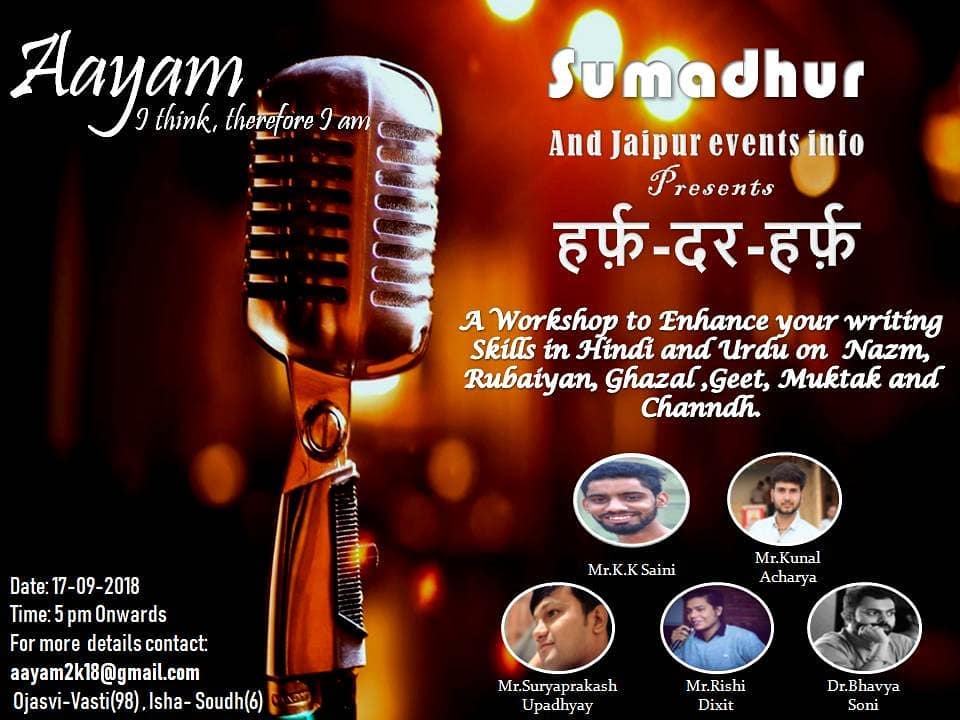 Aayam
I think, therefore I am
Sumadhur
And Jaipur events info
Presents
हर्फ़-दर-हर्फ़
A Workshop to Enhance your writing
Skills in Hindi and Urdu on Nazm,
Rubaiyan, Ghazal ,Geet, Muktak and
Channdh.
Mr.K.K Saini
Mr.Kunal
Acharya
Mr.Suryaprakash
Upadhyay
Mr.Rishi
Dixit
Dr.Bhavya
Soni
Date: 17-09-2018
Time: 5 pm Onwards
For more details contact:
aayam2k18@gmail.com
Ojasvi-Vasti(98) , Isha- Soudh(6)